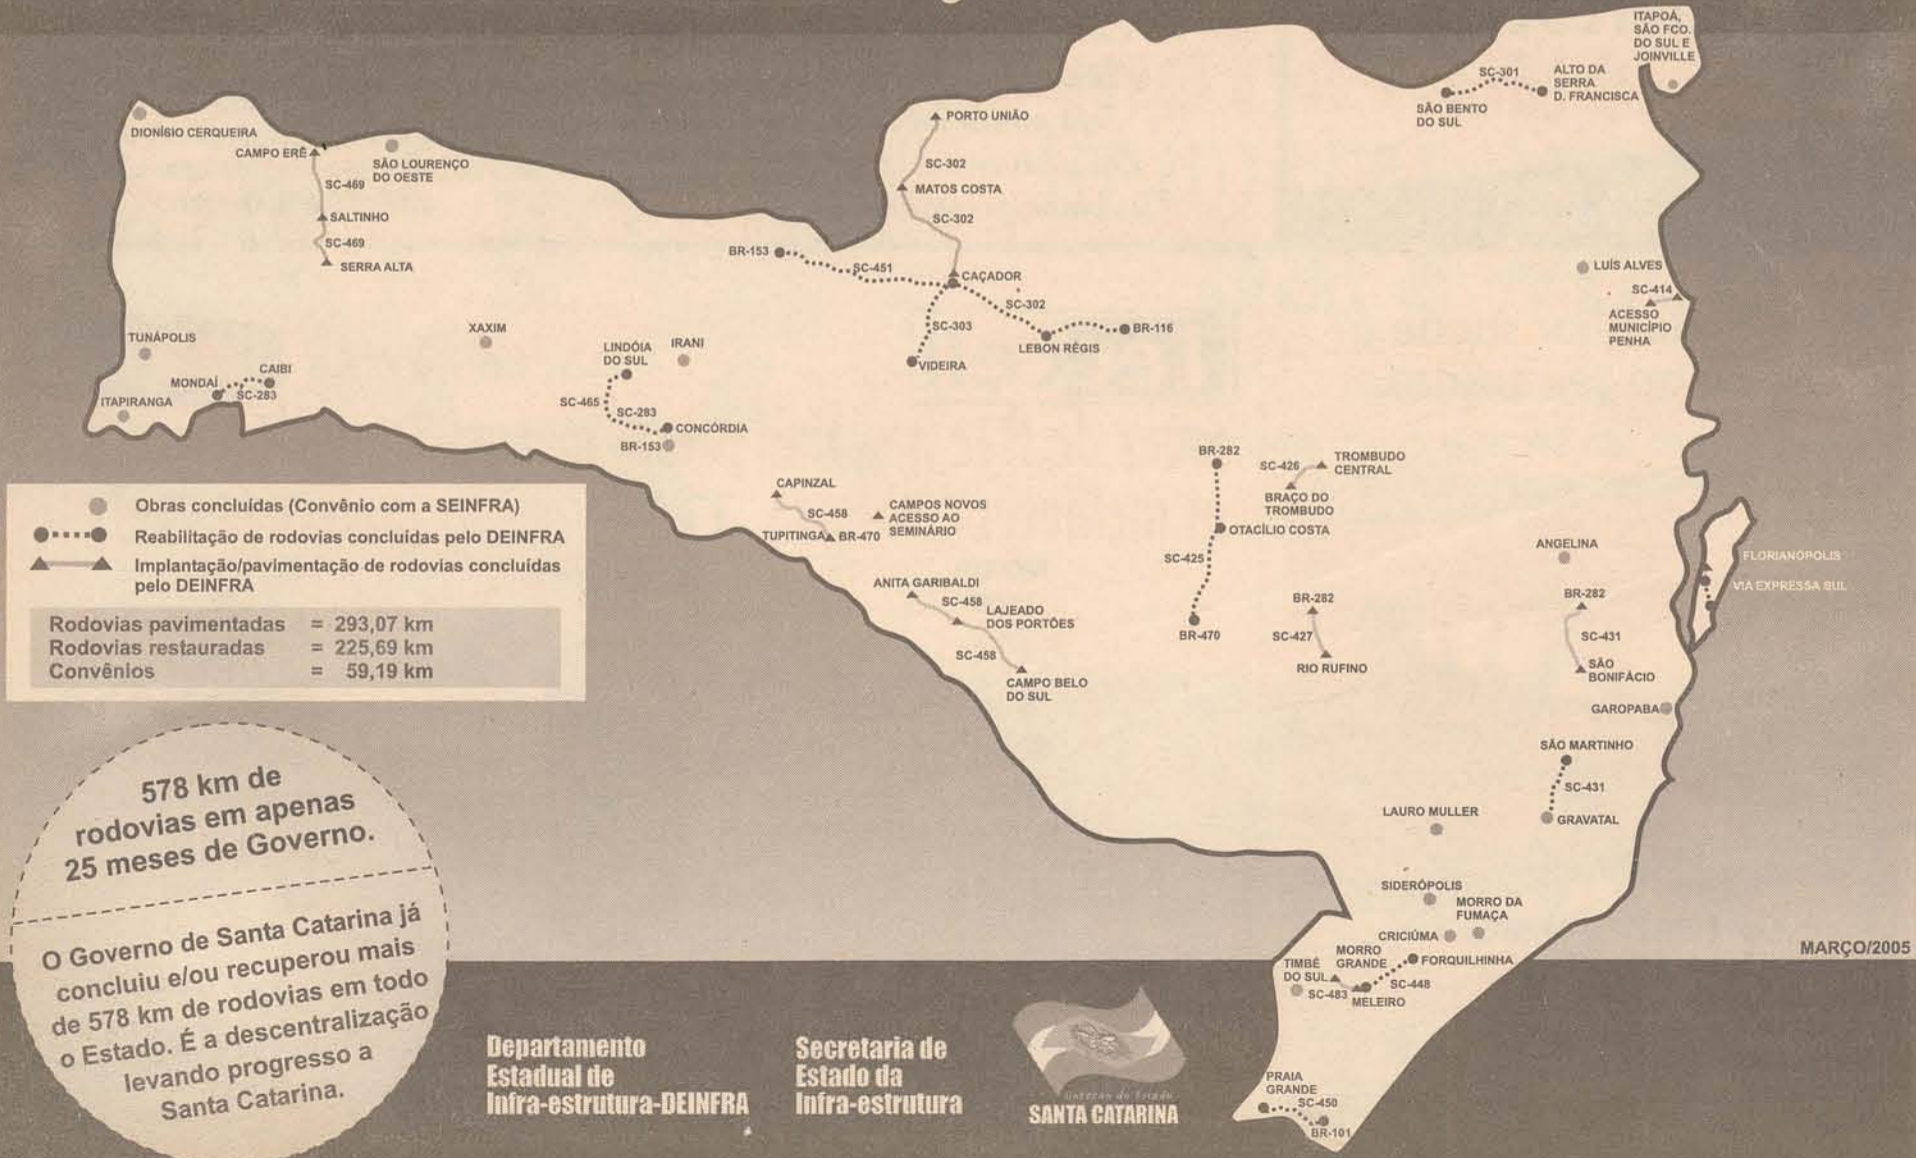 ITAPOÁ,
SÃO FCO.
DO SUL E
JOINVILLE
SC-301
ALTO DA
SERRA
D. FRANCISCA
SÃO BENTO
DO SUL
DIONÍSIO CERQUEIRA
CAMPO ERÊ
SÃO LOURENÇO
DO OESTE
SC-469
SALTINHO
SC-469
SERRA ALTA
PORTO UNIÃO
SC-302
MATOS COSTA
SC-302
BR-153
SC-451
CAÇADOR
SC-302
SC-303
LEBON RÉGIS
BR-116
VIDEIRA
LUÍS ALVES
SC-414
ACESSO
MUNICÍPIO
PENHA
TUNÁPOLIS
XAXIM
LINDÓIA
DO SUL
IRANI
CAIBI
MONDAÍ
SC-283
ITAPIRANGA
SC-465
SC-283
CONCÓRDIA
BR-153
CAPINZAL
SC-458
TUPITINGA
BR-470
CAMPOS NOVOS
ACESSO AO
SEMINÁRIO
BR-282
OTACÍLIO COSTA
SC-425
BR-470
SC-426
TROMBUDO
CENTRAL
BRAÇO DO
TROMBUDO
ANITA GARIBALDI
SC-458
LAJEADO
DOS PORTÕES
SC-458
CAMPO BELO
DO SUL
BR-282
SC-427
RIO RUFINO
ANGELINA
BR-282
SC-431
SÃO
BONIFÁCIO
FLORIANÓPOLIS
VIA EXPRESSA SUL
GAROPABA
SÃO MARTINHO
SC-431
GRAVATAL
LAURO MULLER
SIDERÓPOLIS
MORRO DA
FUMAÇA
CRICIÚMA
MORRO
GRANDE
FORQUILHINHA
TIMBÉ
DO SUL
SC-483
SC-448
MELEIRO
PRAIA
GRANDE
SC-450
BR-101
Obras concluídas (Convênio com a SEINFRA)
Reabilitação de rodovias concluídas pelo DEINFRA
Implantação/pavimentação de rodovias concluídas
pelo DEINFRA
Rodovias pavimentadas = 293,07 km
Rodovias restauradas = 225,69 km
Convênios = 59,19 km
578 km de
rodovias em apenas
25 meses de Governo.
O Governo de Santa Catarina já
concluiu e/ou recuperou mais
de 578 km de rodovias em todo
o Estado. É a descentralização
levando progresso a
Santa Catarina.
MARÇO/2005
Departamento
Estadual de
Infra-estrutura-DEINFRA
Secretaria de
Estado da
Infra-estrutura
Governo do Estado
SANTA CATARINA